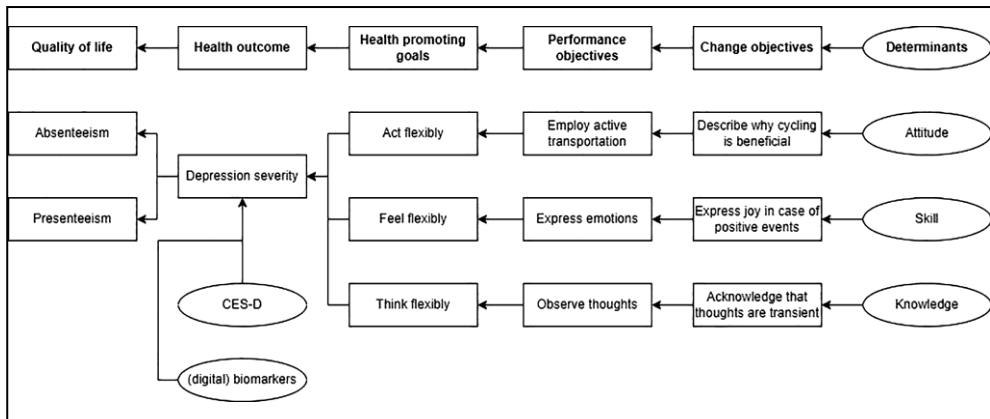 Quality of life
Health outcome
Health promoting
goals
Performance
objectives
Change objectives
Determinants
Absenteeism
Act flexibly
Employ active
transportation
Describe why cycling
is beneficial
Attitude
Depression severity
Presenteeism
Feel flexibly
Express emotions
Express joy in case of
positive events
Skill
CES-D
Think flexibly
Observe thoughts
Acknowledge that
thoughts are transient
Knowledge
(digital) biomarkers